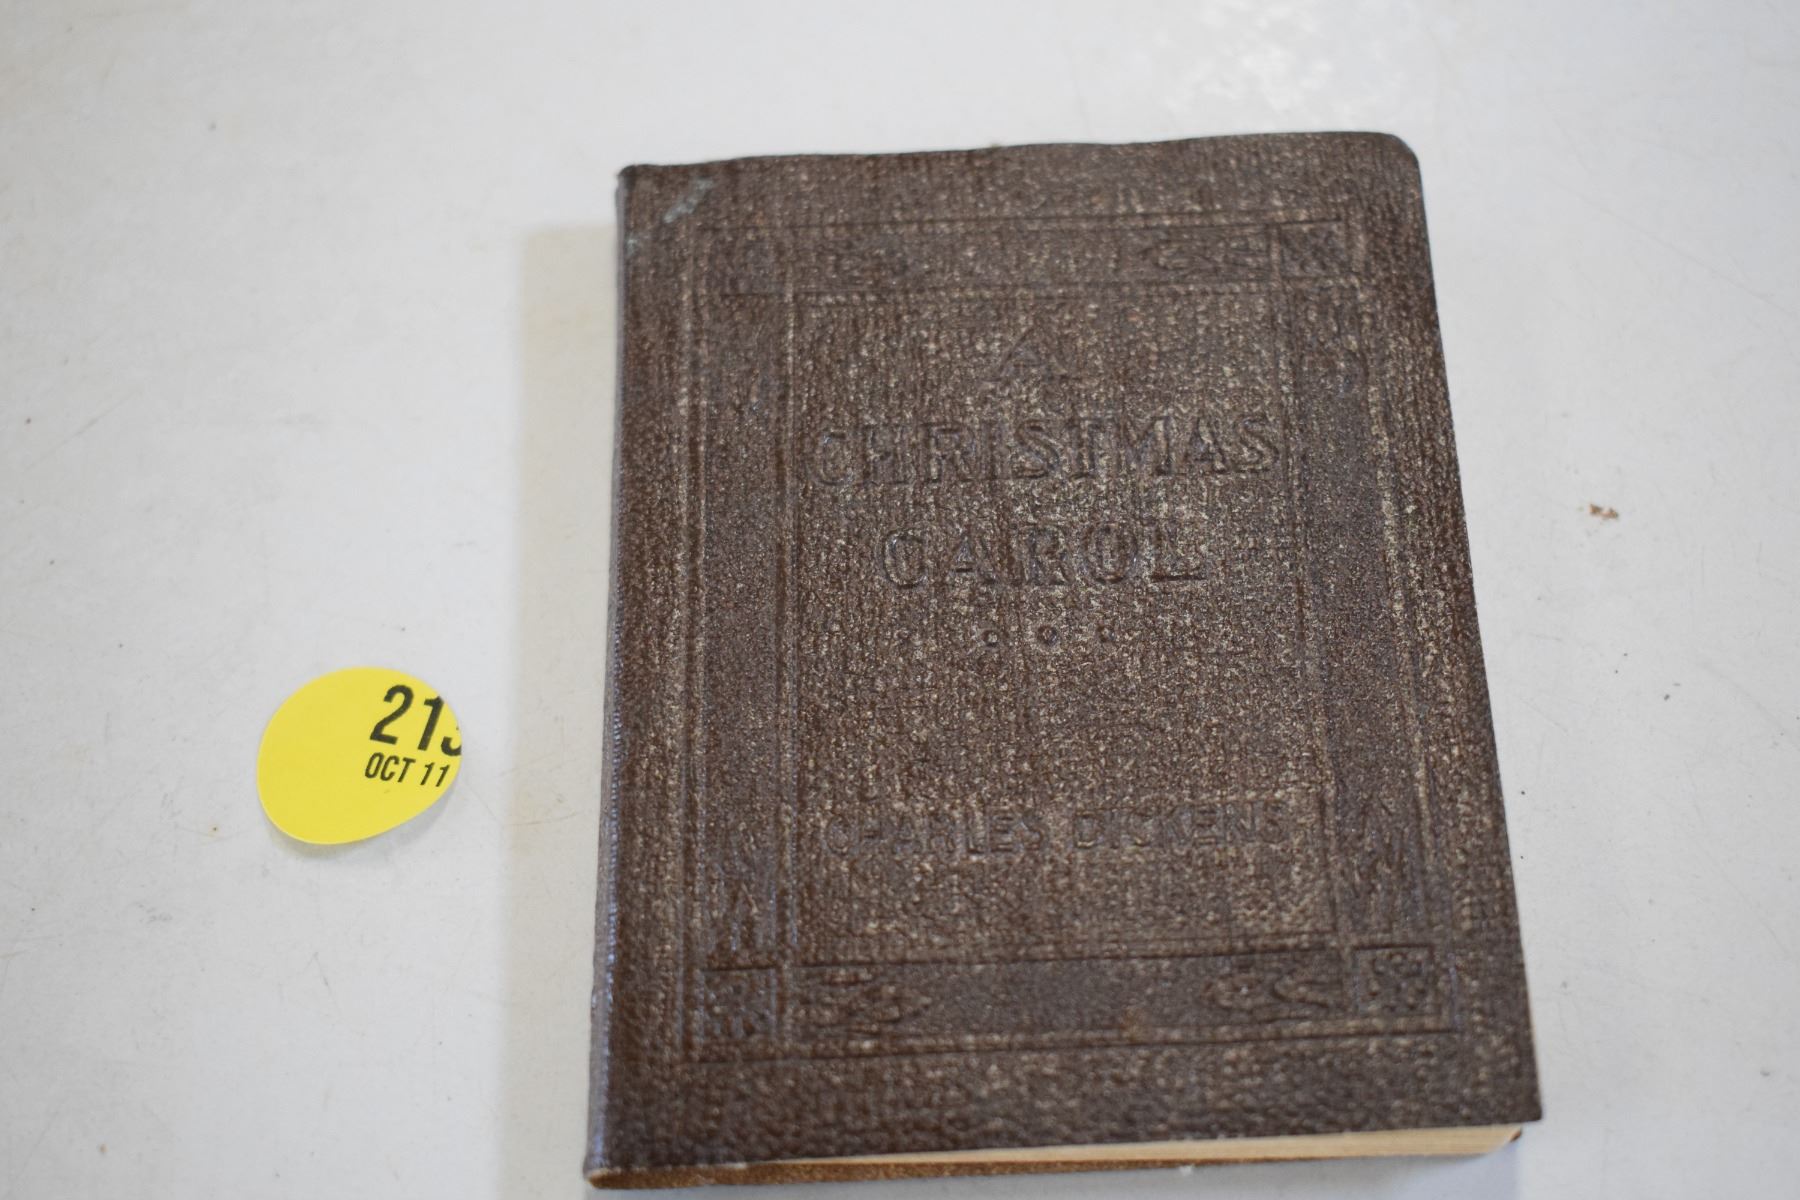 A
CHRISTMAS
CAROL
CHARLES DICKENS
21
OCT 11